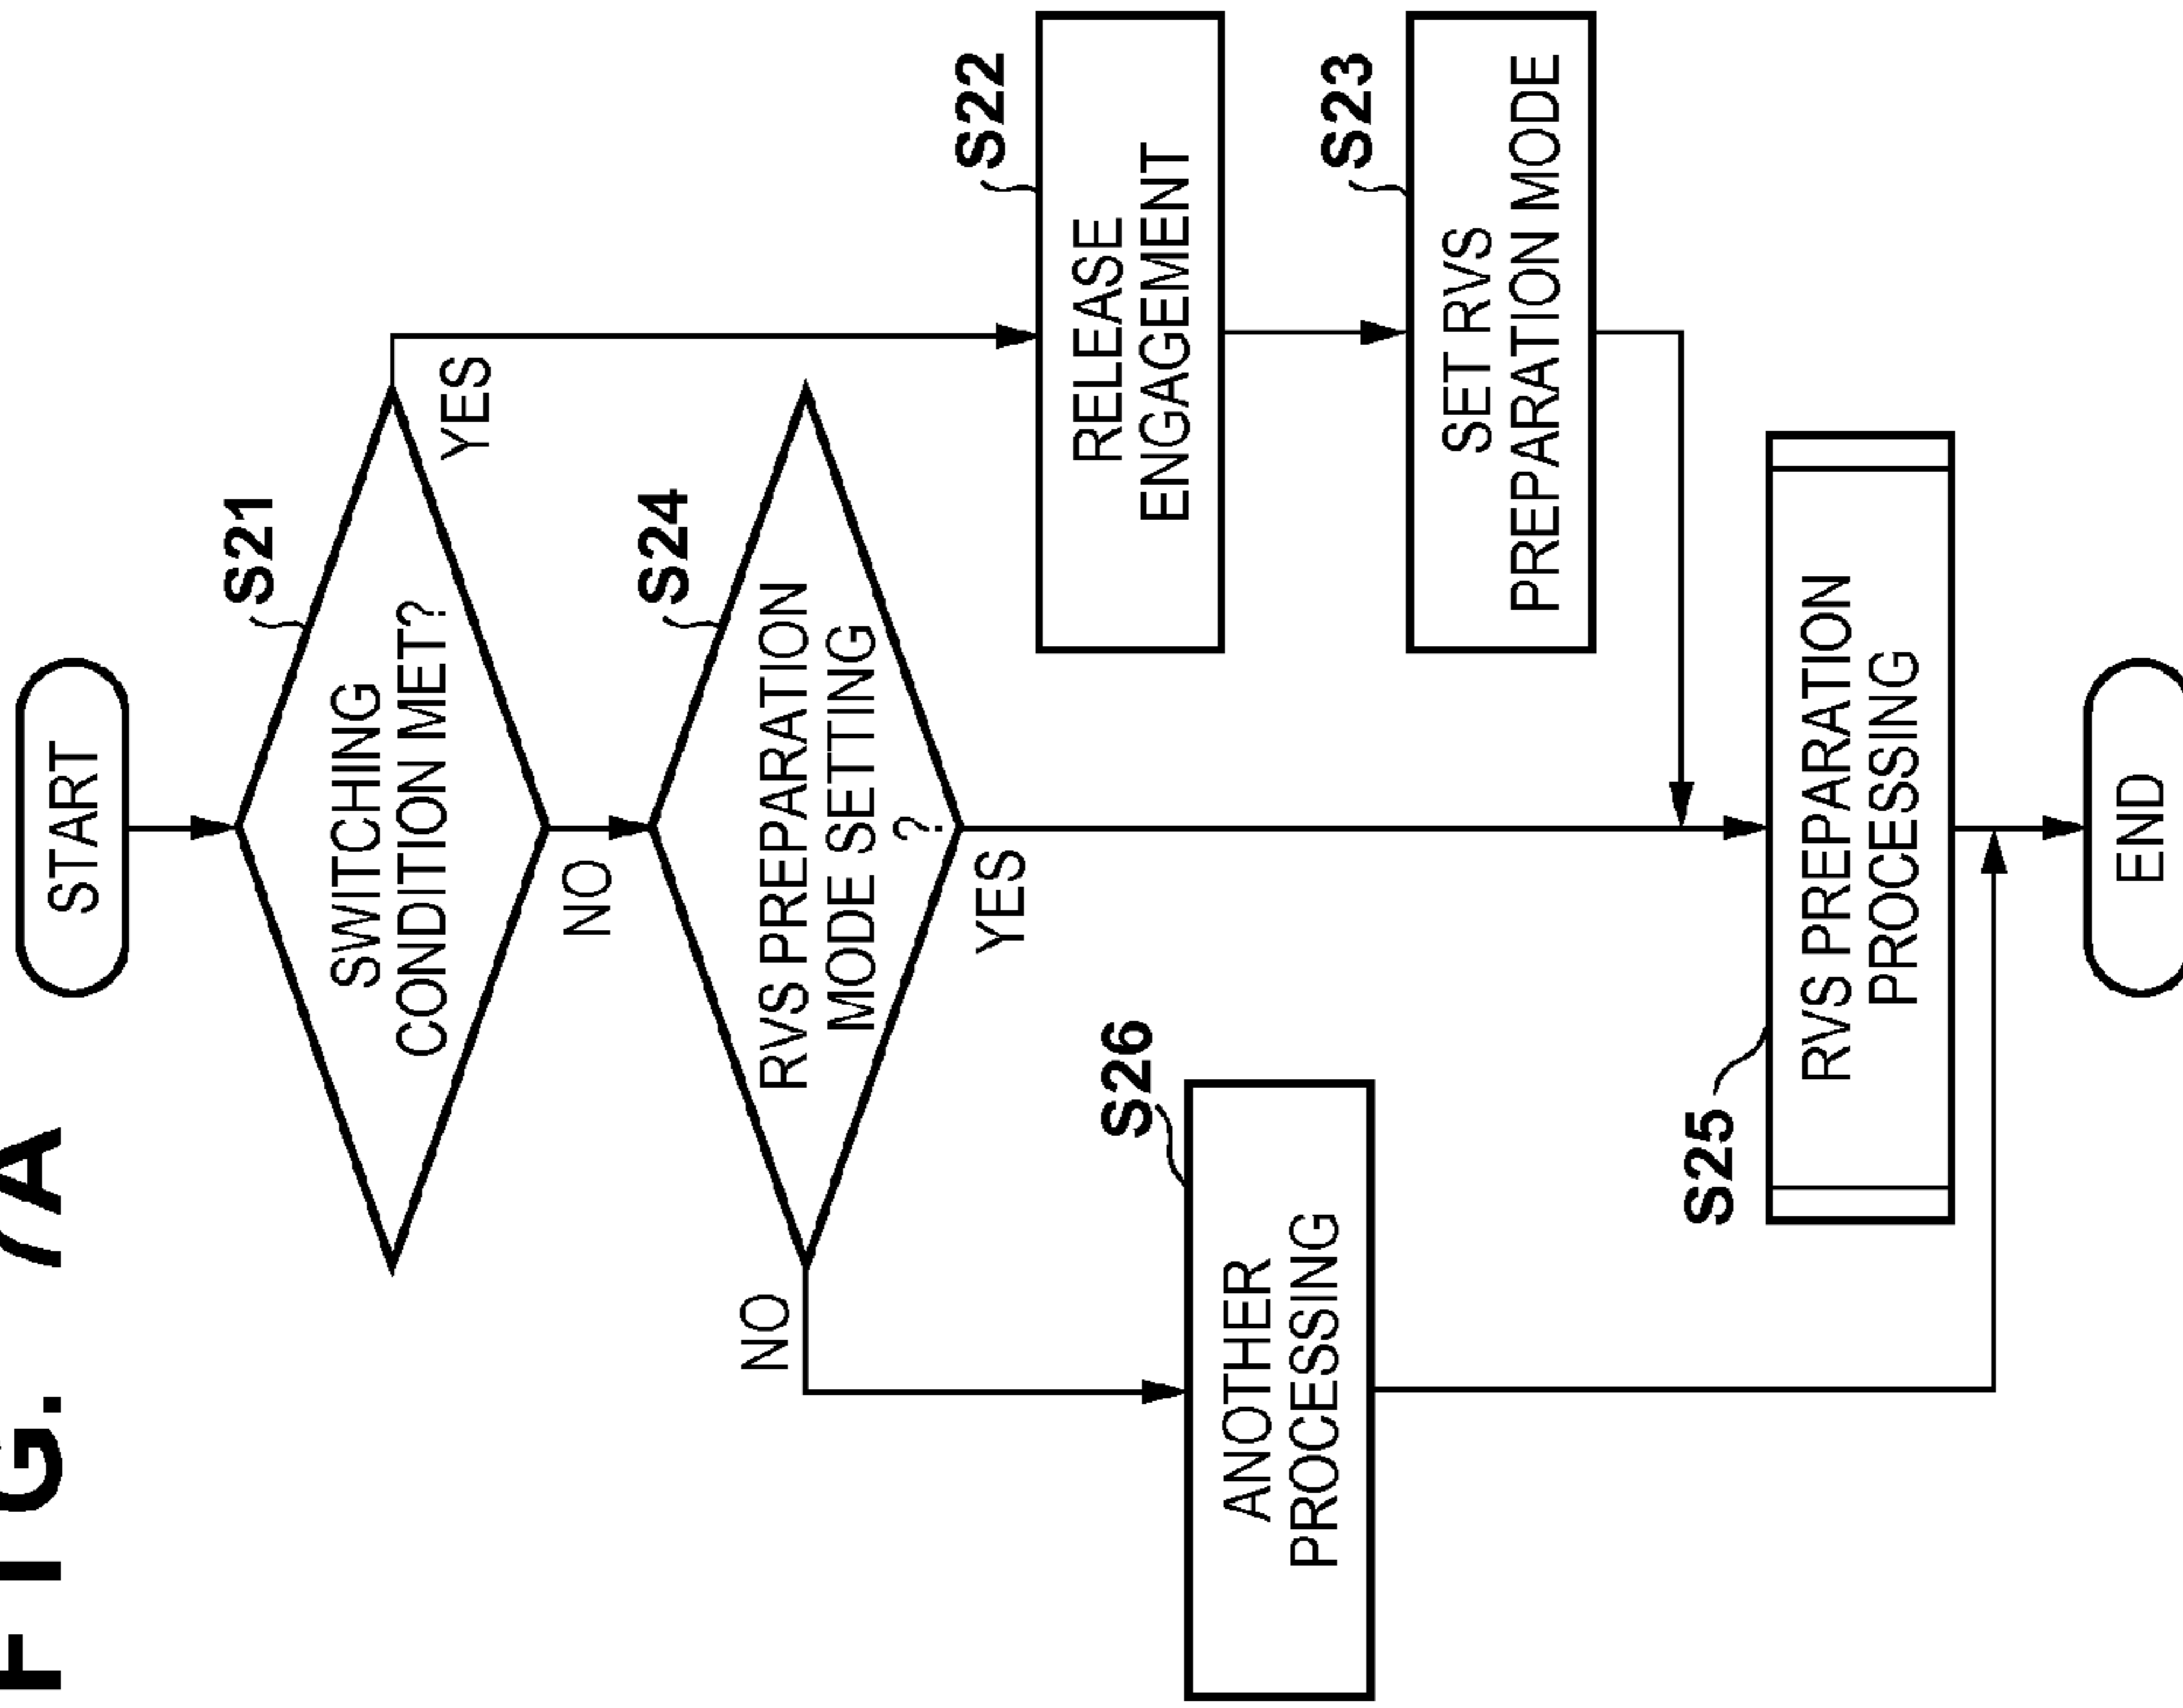 FIG. 7A
START
S21
SWITCHING
CONDITION MET?
YES
NO
S24
RVS PREPARATION
MODE SETTING
?
NO
YES
S22
RELEASE
ENGAGEMENT
S26
ANOTHER
PROCESSING
S23
SET RVS
PREPARATION MODE
S25
RVS PREPARATION
PROCESSING
END